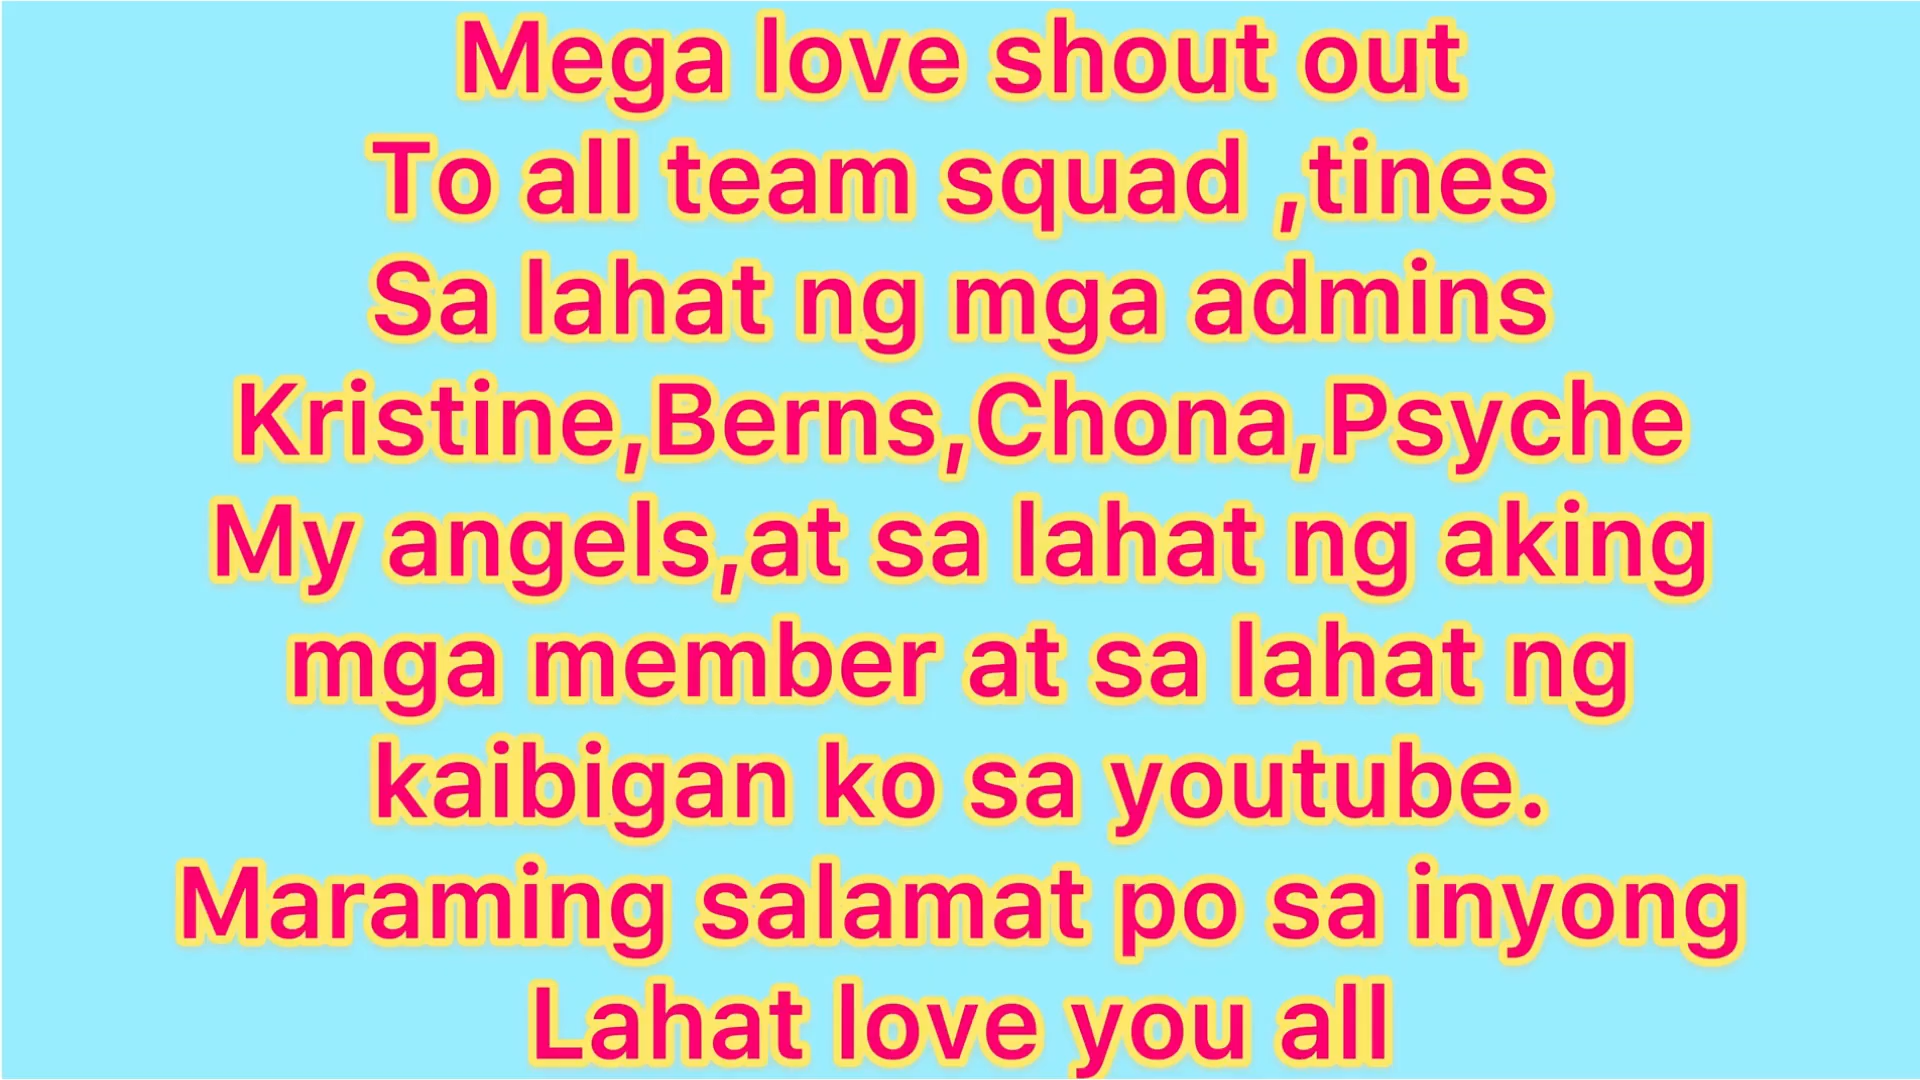 Mega love shout out
To all team squad ,tines
Sa lahat ng mga admins
Kristine,Berns,Chona,Psyche
My angels,at sa lahat ng aking
mga member at sa lahat ng
kaibigan ko sa youtube.
Maraming salamat po sa inyong
Lahat love you all